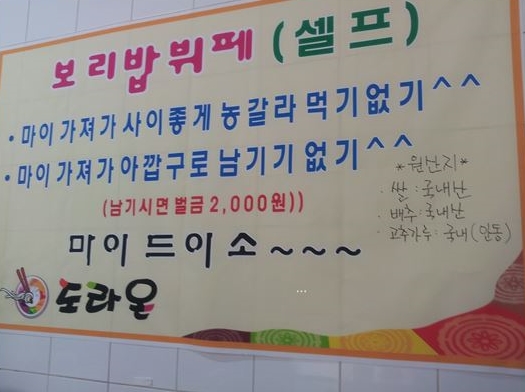 보리밥뷔페(셀프)
· 마이 가져가 사이좋게 농갈라 먹기없기^^
· 마이 가져가 아깝구로 남기기 없기^^
(남기시면 벌금 2,000원))
마이 드이소~~~
*원산지
· 쌀:국내산
· 배추:국내산
· 고추가루:국내(안동)
도라온